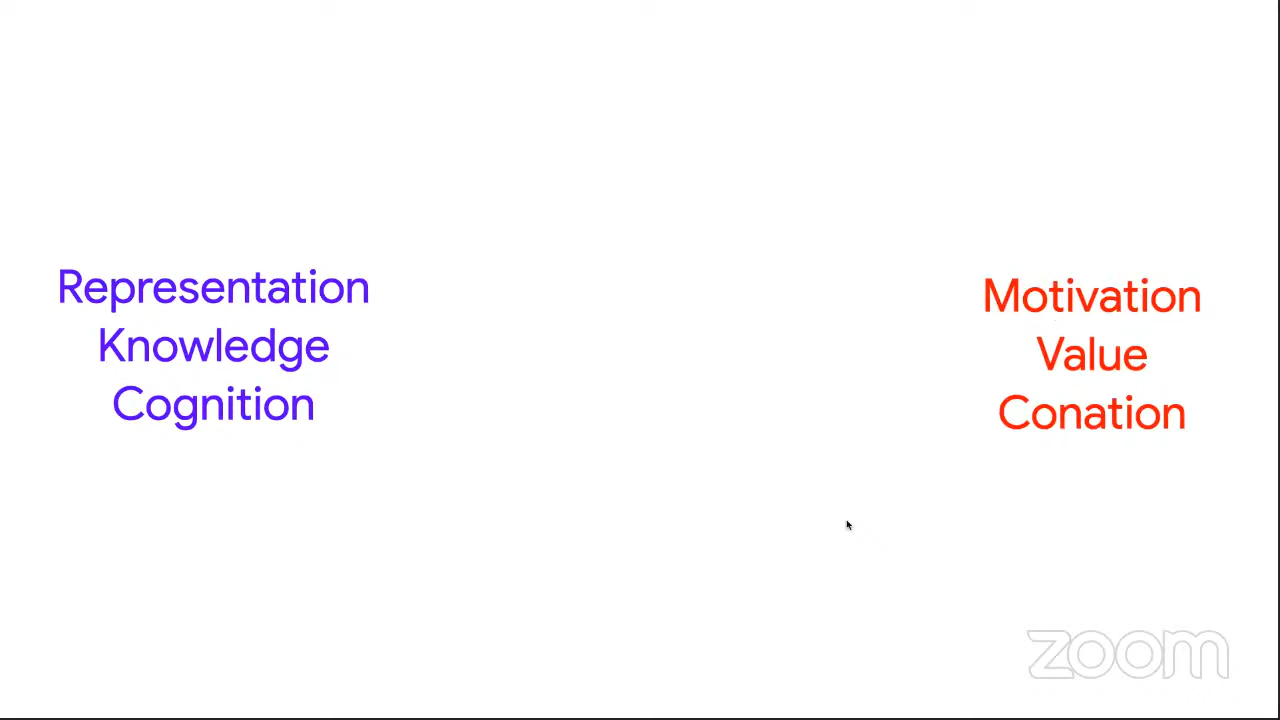 Representation
Knowledge
Cognition
Motivation
Value
Conation
zoom